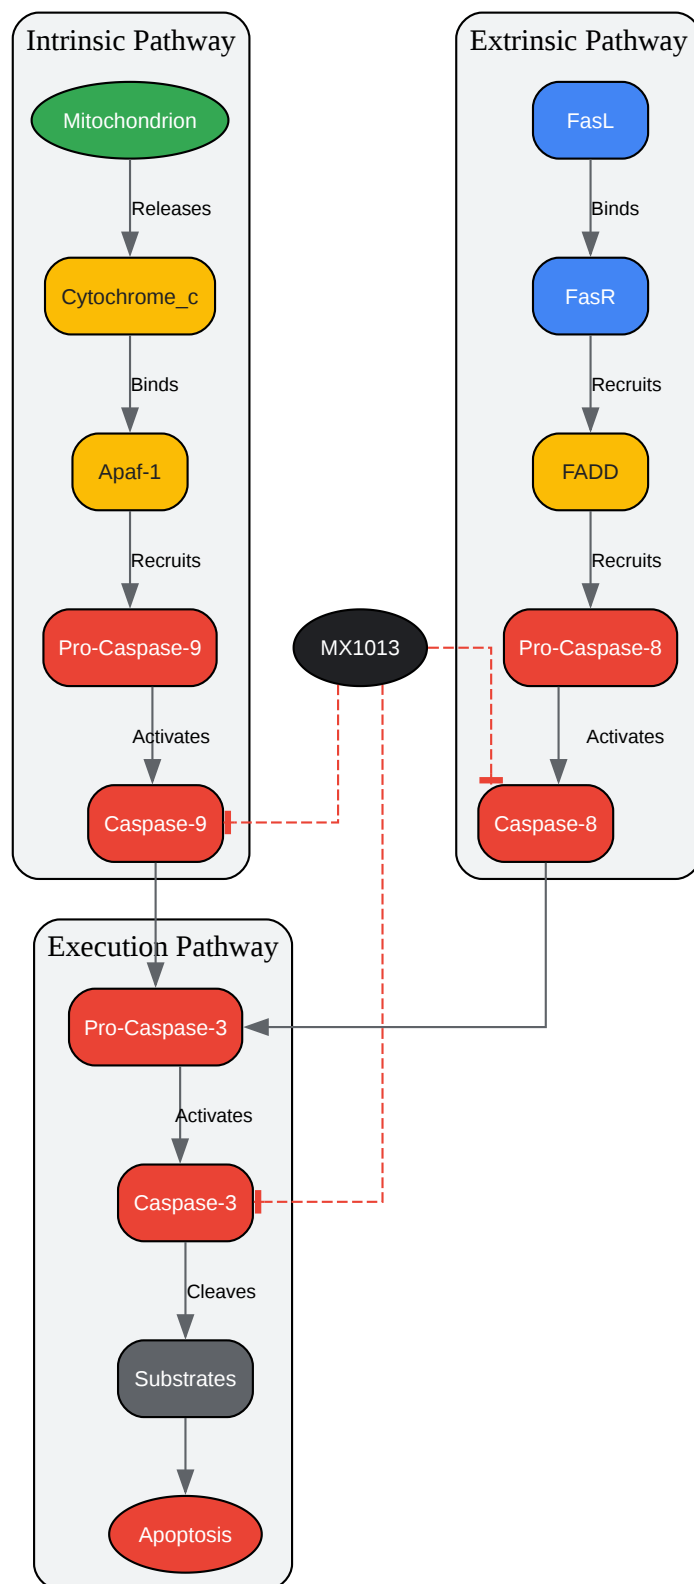 Intrinsic Pathway
Mitochondrion
Releases
Cytochrome_c
Binds
Apaf-1
Recruits
Pro-Caspase-9
Activates
Caspase-9
Extrinsic Pathway
FasL
Binds
FasR
Recruits
FADD
Recruits
Pro-Caspase-8
Activates
Caspase-8
MX1013
Execution Pathway
Pro-Caspase-3
Activates
Caspase-3
Cleaves
Substrates
Apoptosis